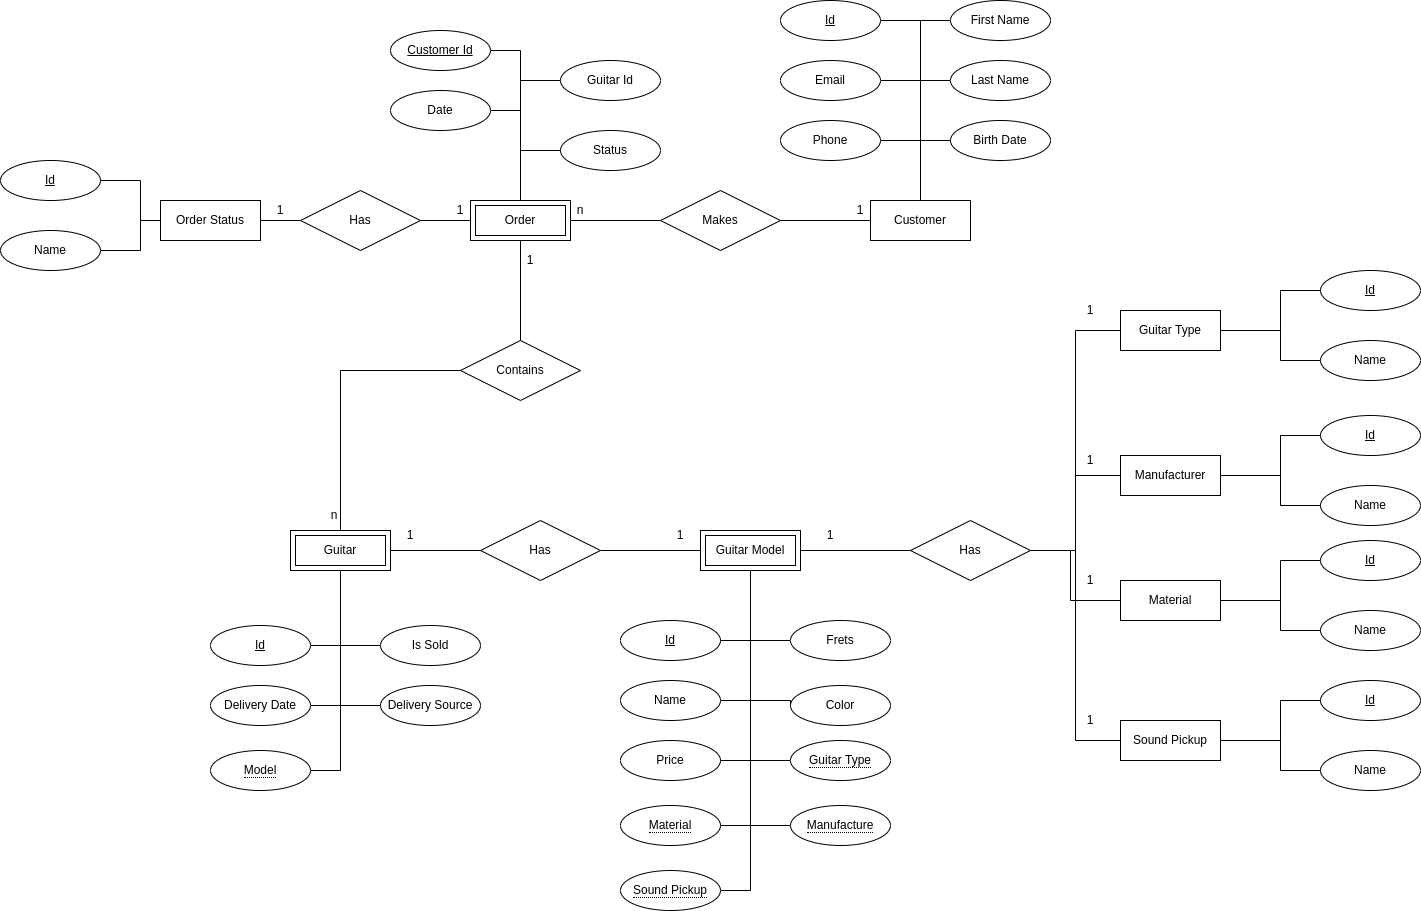 Id
First Name
Customer Id
Email
Last Name
Guitar Id
Date
Phone
Birth Date
Status
Id
Order Status
1
Has
1
Order
n
Makes
1
Customer
Name
1
Contains
n
1
Guitar Type
Id
Name
1
Manufacturer
Id
Name
1
Material
Id
Name
1
Sound Pickup
Id
Name
Guitar
1
Has
1
Guitar Model
1
Has
Id
Is Sold
Delivery Date
Delivery Source
Model
Id
Frets
Name
Color
Price
Guitar Type
Material
Manufacture
Sound Pickup